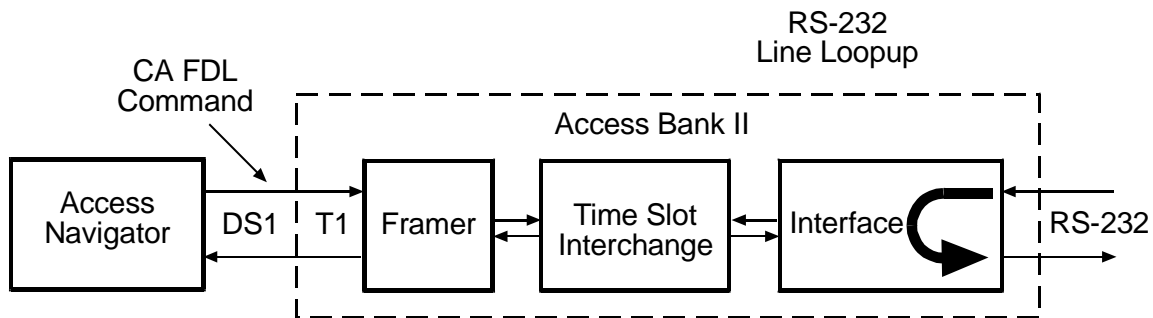 RS-232
Line Loopup
CA FDL
Command
Access Bank II
Access
Navigator
DS1
T1
Framer
Time Slot
Interchange
Interface
RS-232